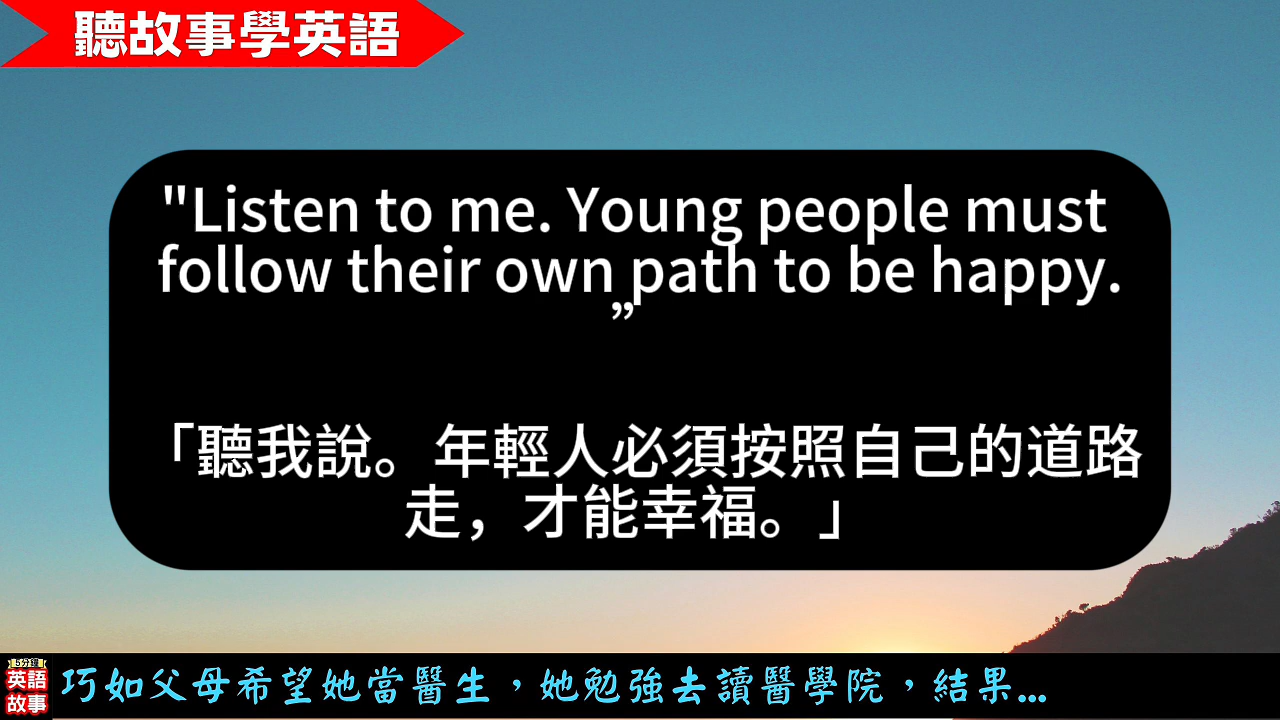 聽故事學英語
"Listen to me. Young people must
follow their own path to be happy.
”
「聽我說。年輕人必須按照自己的道路
走，才能幸福。」
5分鐘
英語
故事
巧如父母希望她當醫生，她勉強去讀醫學院，結果...